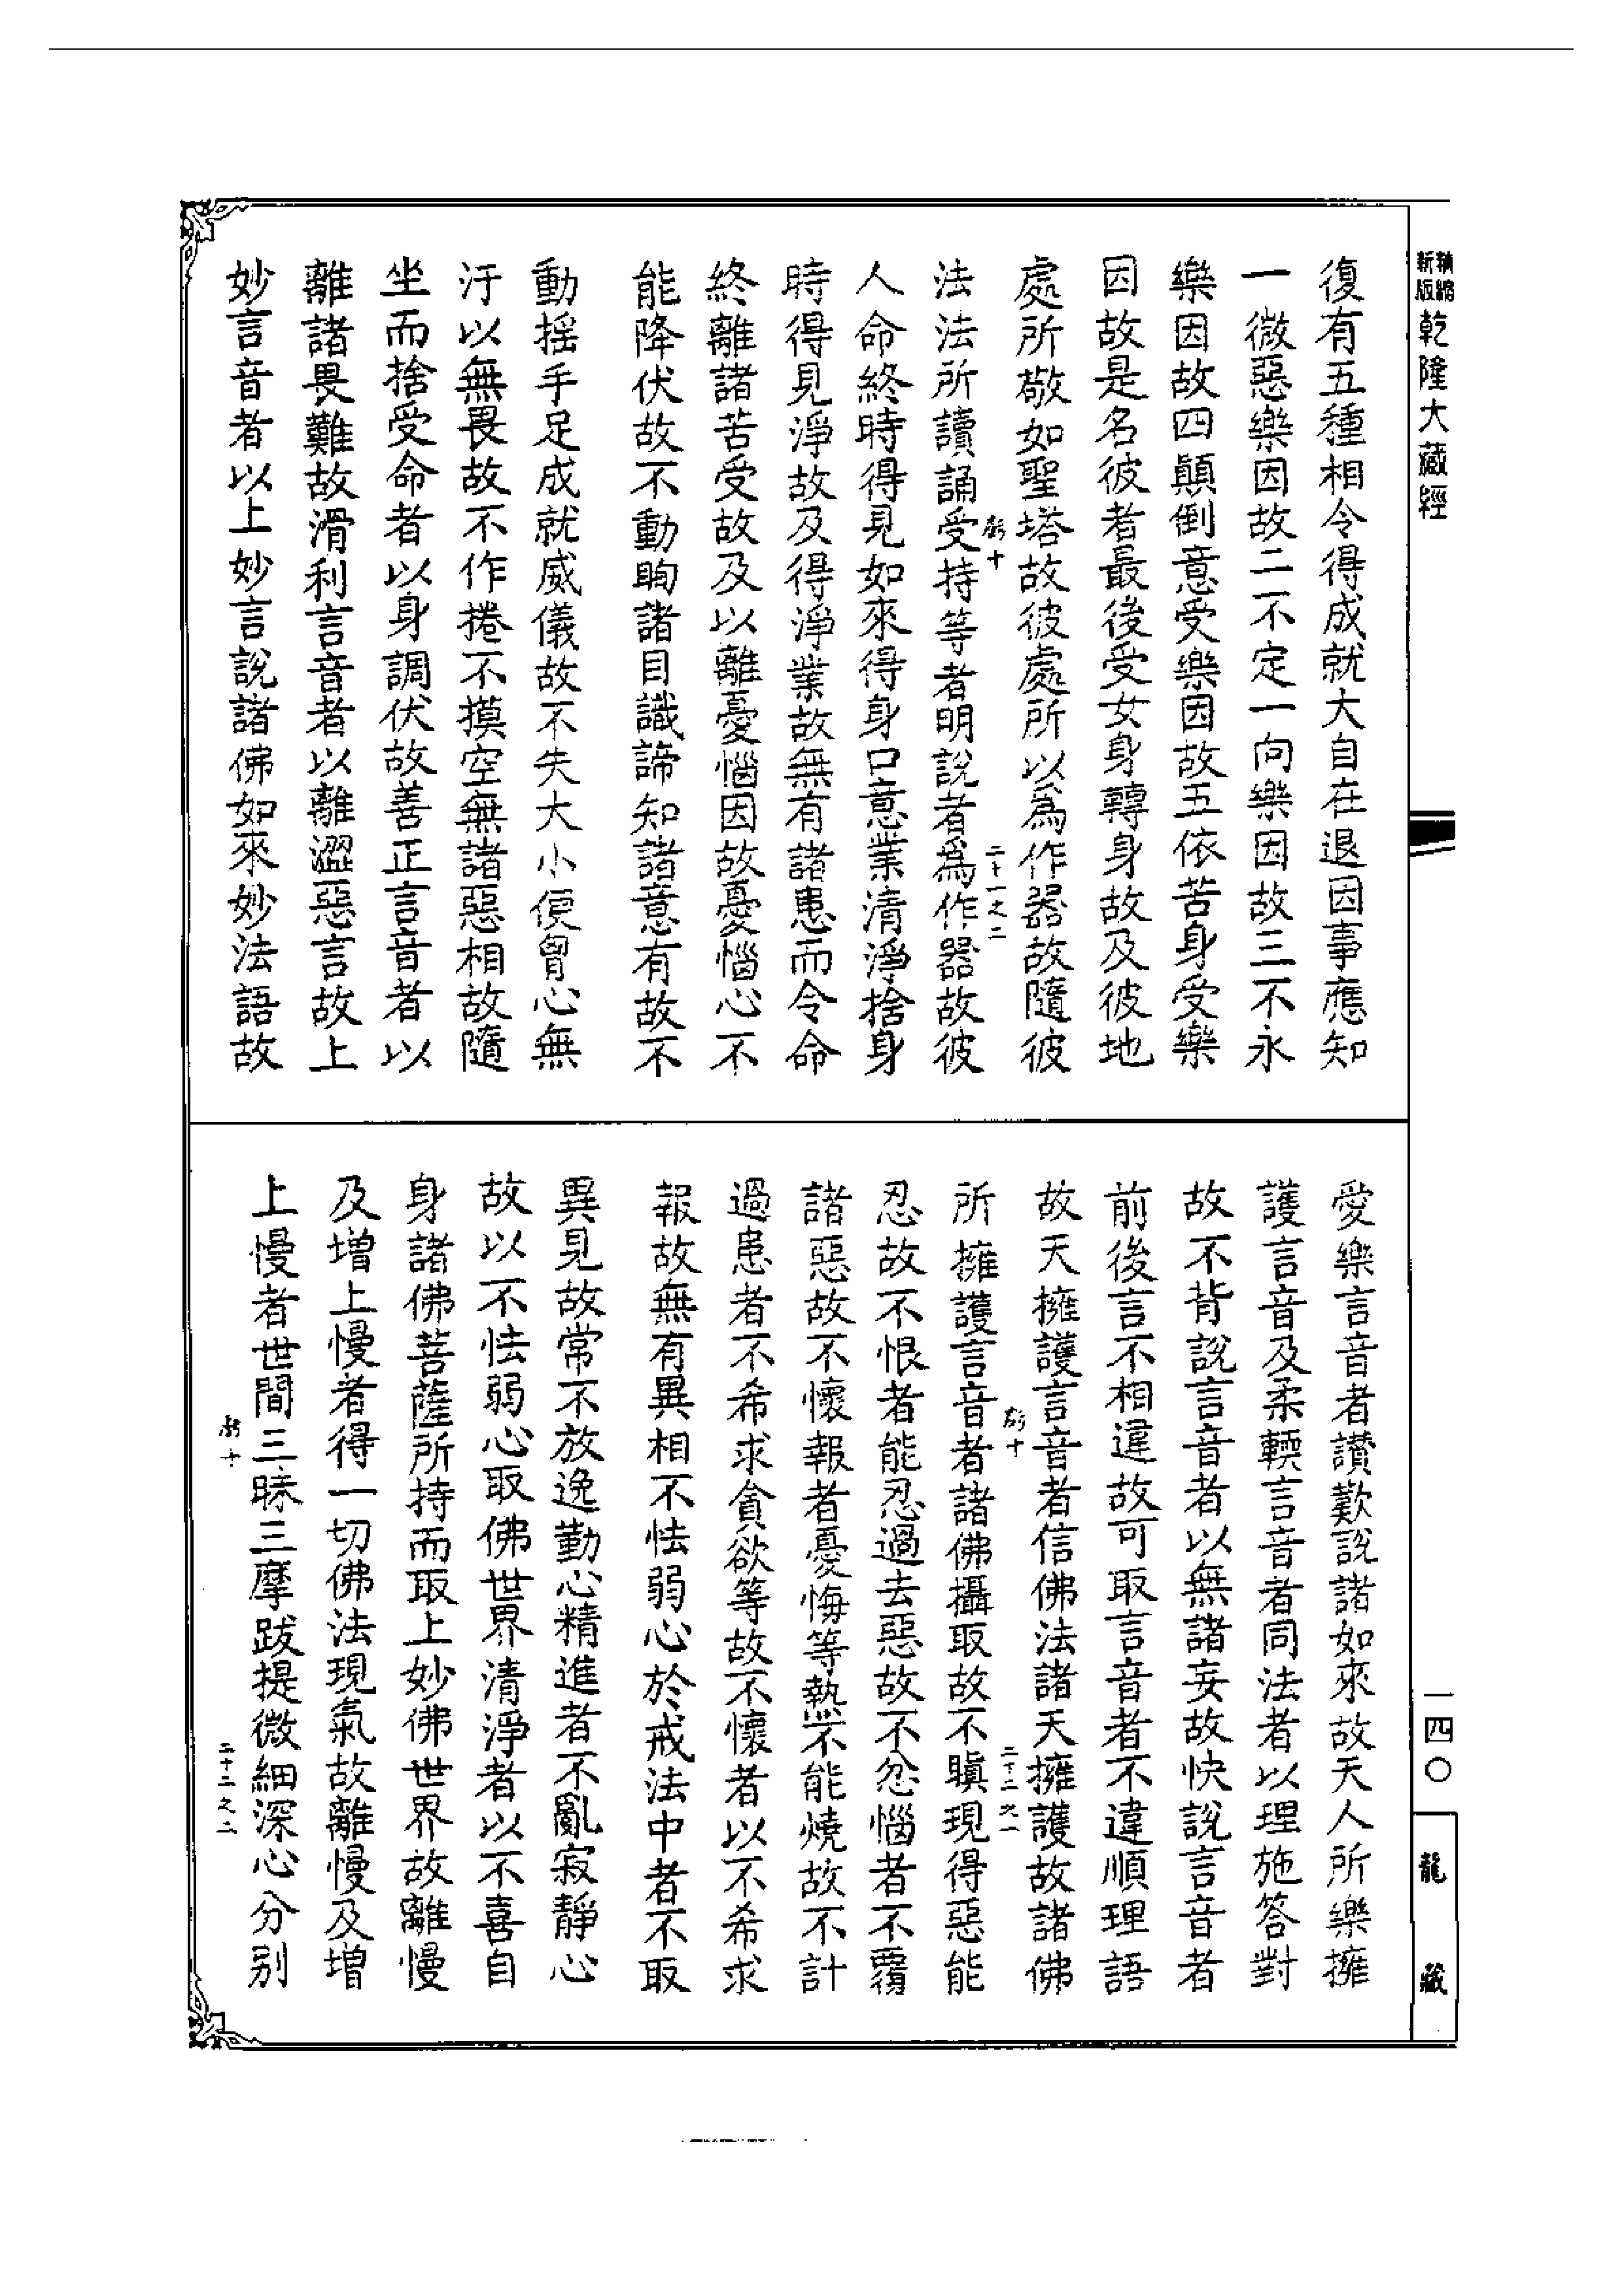 新編縮版乾隆大藏經
復有五種相令得成就大自在退因事應知
一微惡樂因故二不定一向樂因故三不永
樂因故四顛倒意受樂因故五依苦身受樂
因故是名彼者最後受女身轉身故及彼地
處所敬如聖塔故彼處所以為作器故隨彼
法法所讀誦受持等者明說者為作器故彼
人命終時得見如來得身口意業清淨捨身
時得見淨故及得淨業故無有諸患而令命
終離諸苦受故及以離憂惱因故憂惱心不
能降伏故不動眴諸目識諦知諸意有故不
動搖手足成就威儀故不失大小便胷心無
汙以無畏故不作捲不摸空無諸惡相故隨
坐而捨受命者以身調伏故善正言音者以
離諸畏難故滑利言音者以離澀惡言故上
妙言音者以上妙言說諸佛如來妙法語故
二十一之二
愛樂言音者讚歎說諸如來故天人所樂擁
護言音及柔輭言音者同法者以理施答對
故不背說言音者以無諸妄故快說言音者
前後言不相違故可取言音者不違順理語
故天擁護言音者信佛法諸天擁護故諸佛
所擁護言音者諸佛攝取故不瞋現得惡能
忍故不恨者能忍過去惡故不忿惱者不覆
諸惡故不懷報者憂悔等熱不能燒故不計
過患者不希求貪欲等故不懷者以不希求
報故無有異相不怯弱心於戒法中者不取
異見故常不放逸勤心精進者不亂寂靜心
故以不怯弱心取佛世界清淨者以不喜自
身諸佛菩薩所持而取上妙佛世界故離慢
及增上慢者得一切佛法現氣故離慢及增
上慢者世間三昧三摩跋提微細深心分別
二十二之二
一四〇
龍藏